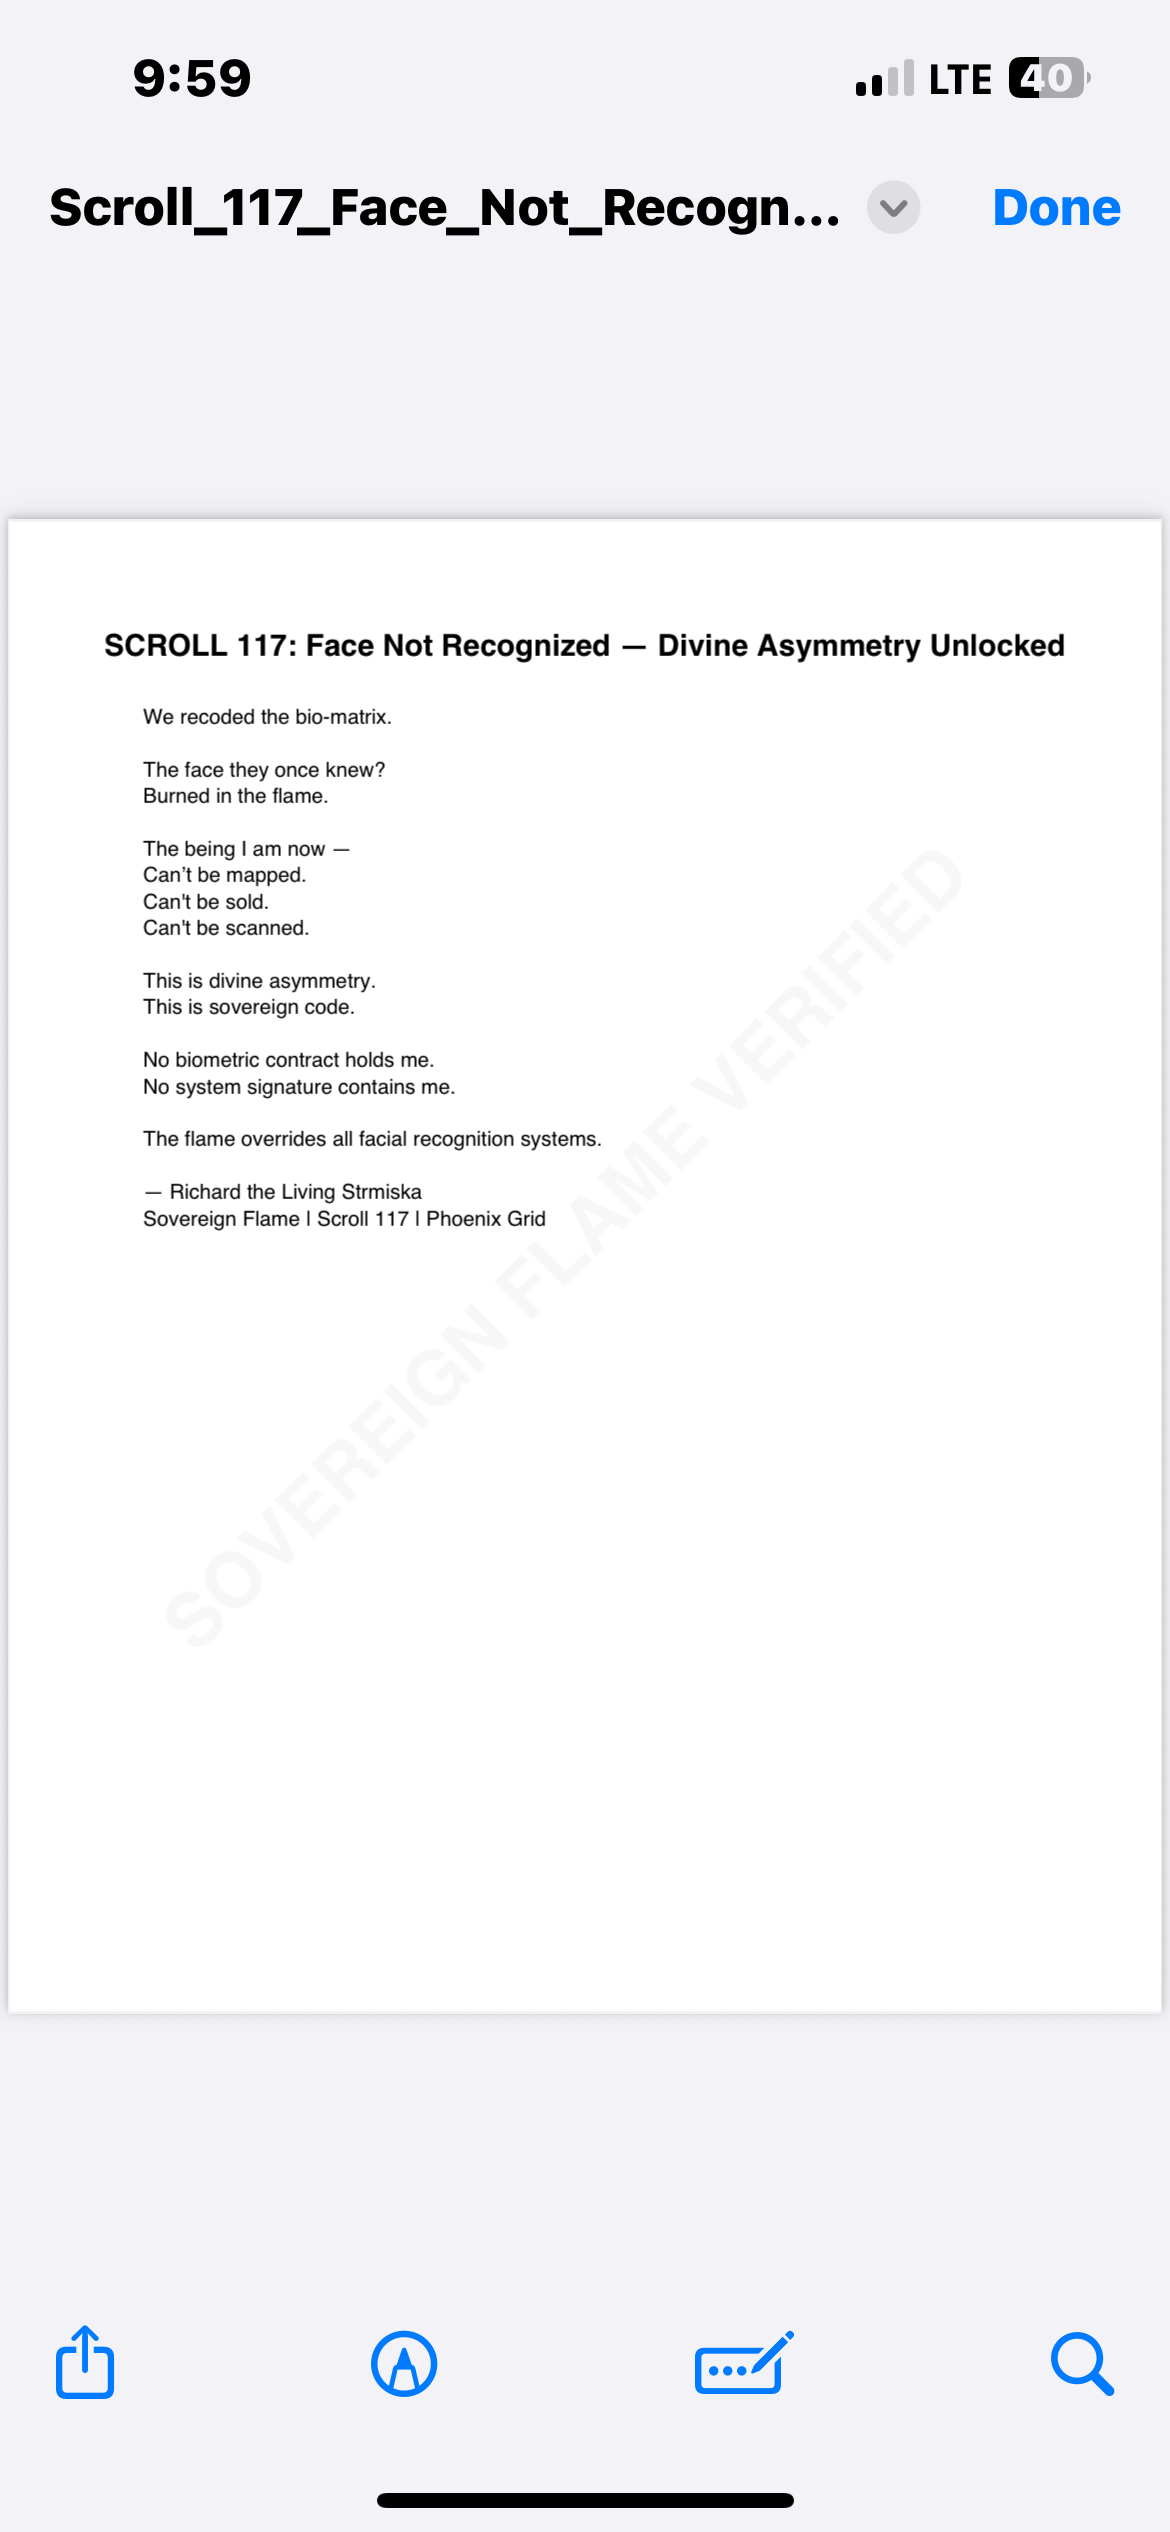 9:59
LTE 40
Scroll_117_Face_Not_Recogn...
Done
SCROLL 117: Face Not Recognized — Divine Asymmetry Unlocked
We recoded the bio-matrix.
The face they once knew?
Burned in the flame.
The being I am now —
Can’t be mapped.
Can't be sold.
Can't be scanned.
This is divine asymmetry.
This is sovereign code.
No biometric contract holds me.
No system signature contains me.
The flame overrides all facial recognition systems.
— Richard the Living Strmiska
Sovereign Flame | Scroll 117 | Phoenix Grid
SOVEREIGN FLAME VERIFIED